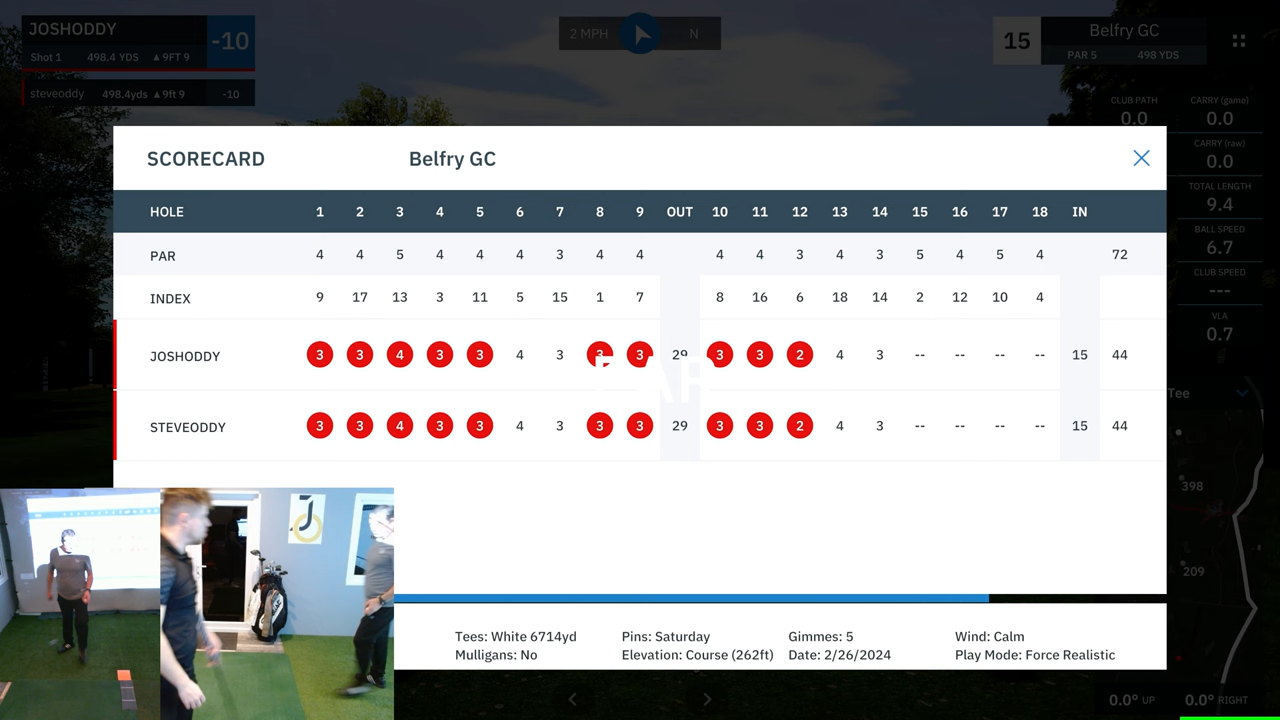 JOSHODDY -10
Shot 1 498.4 YDS ▲9FT 9
steveoddy 498.4yds ▲9ft 9 -10
2 MPH N
15 Belfry GC
PAR 5 498 YDS
CLUB PATH CARRY (game)
0.0 0.0
CARRY (raw)
0.0
TOTAL LENGTH
9.4
BALL SPEED
6.7
CLUB SPEED
---
VLA
0.7
SCORECARD Belfry GC
HOLE 1 2 3 4 5 6 7 8 9 OUT 10 11 12 13 14 15 16 17 18 IN
PAR 4 4 5 4 4 4 3 4 4 4 4 3 4 3 5 4 5 4 72
INDEX 9 17 13 3 11 5 15 1 7 8 16 6 18 14 2 12 10 4
JOSHODDY 3 3 4 3 3 4 3 3 3 29 3 3 2 4 3 -- -- -- -- 15 44
PAR
STEVEODDY 3 3 4 3 3 4 3 3 3 29 3 3 2 4 3 -- -- -- -- 15 44
Tee
398
209
Tees: White 6714yd Pins: Saturday Gimmes: 5 Wind: Calm
Mulligans: No Elevation: Course (262ft) Date: 2/26/2024 Play Mode: Force Realistic
0.0° UP 0.0° RIGHT